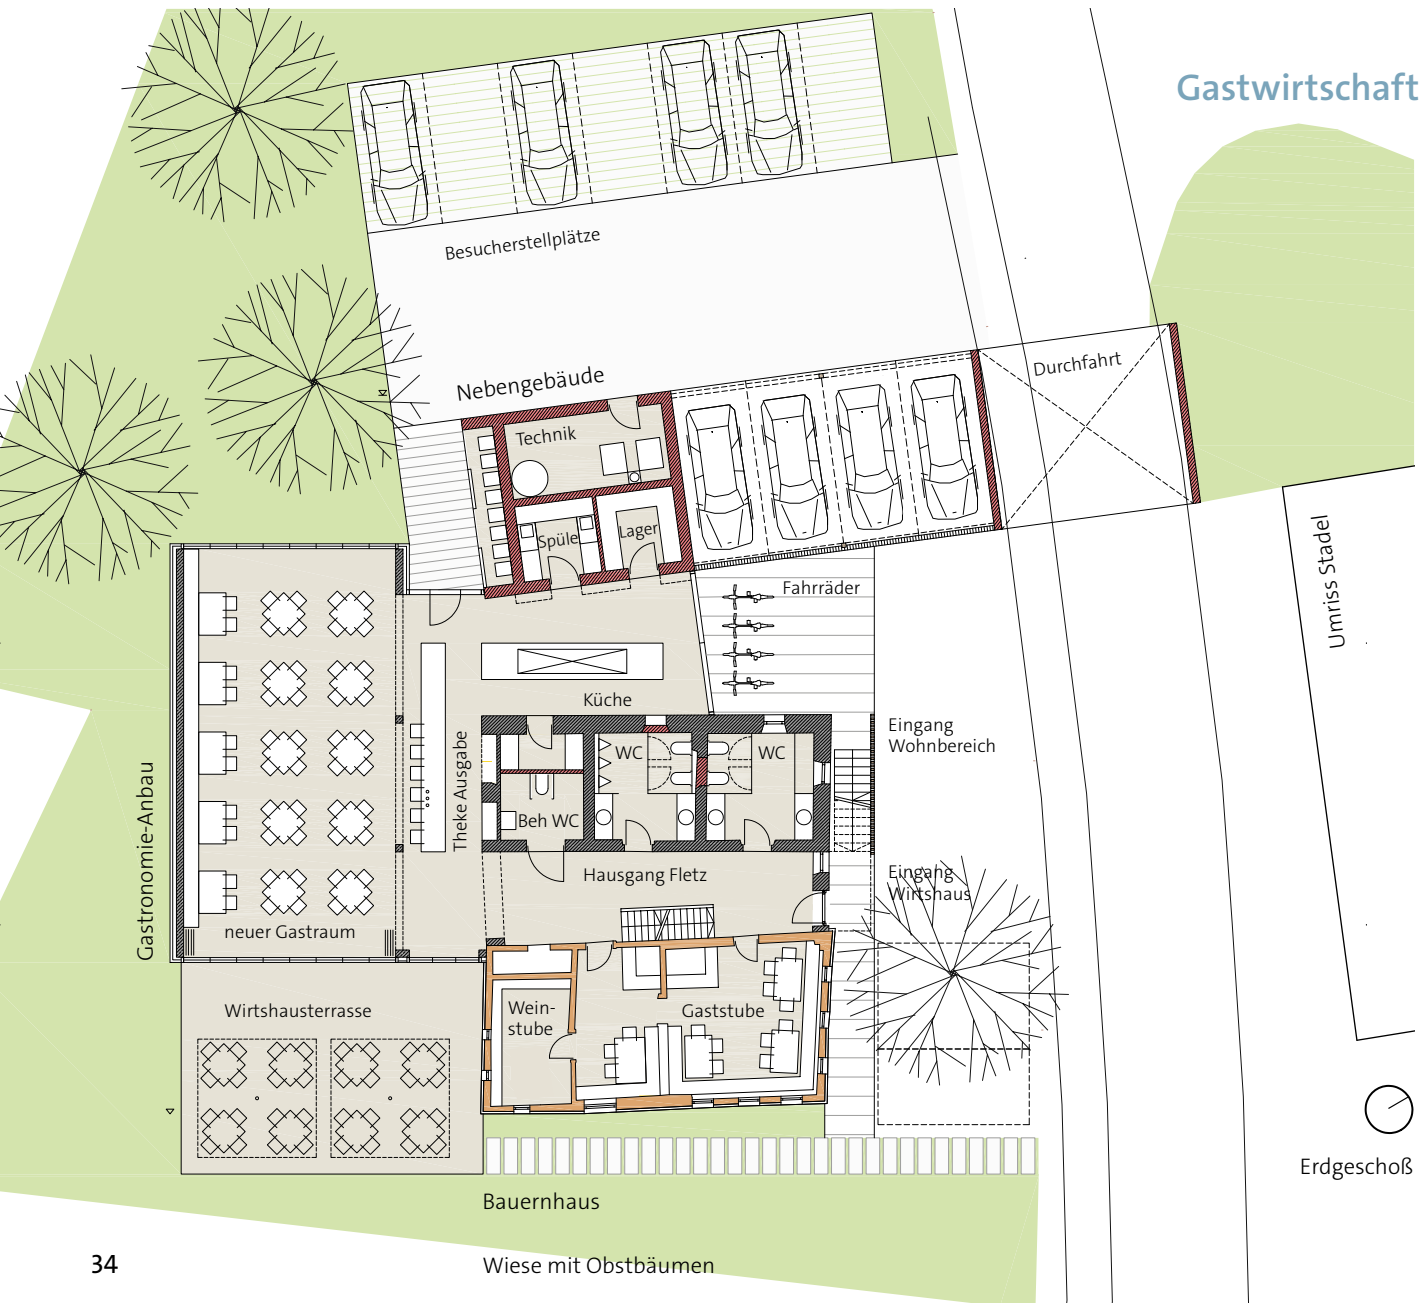 Gastwirtschaft
Besucherstellplätze
Durchfahrt
Nebengebäude
Technik
Spüle
Lager
Umriss Stadel
Fahrräder
Küche
Eingang
Wohnbereich
Theke Ausgabe
WC
WC
Beh WC
Gastronomie-Anbau
Hausgang Fletz
Eingang
Wirtshaus
neuer Gastraum
Wirtshausterrasse
Wein-
stube
Gaststube
Erdgeschoß
Bauernhaus
Wiese mit Obstbäumen
34